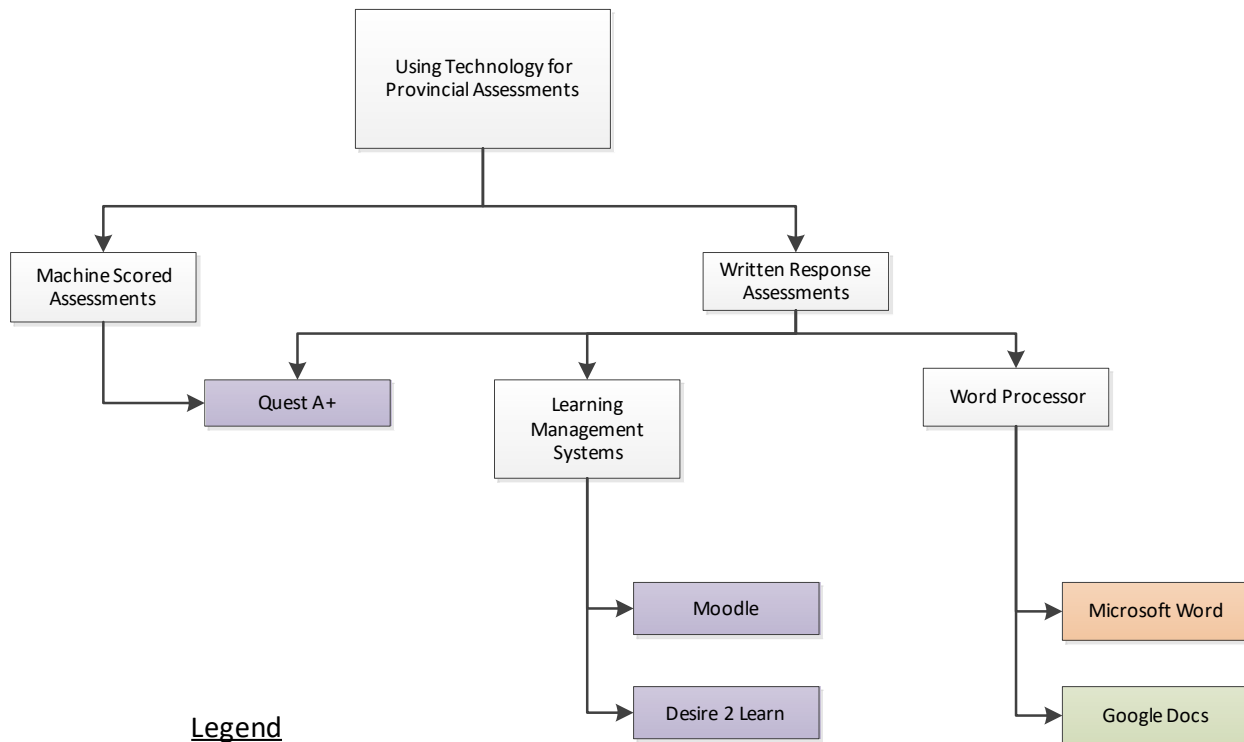 Using Technology for
Provincial Assessments
Machine Scored
Assessments
Written Response
Assessments
Quest A+
Learning
Management
Systems
Word Processor
Moodle
Microsoft Word
Desire 2 Learn
Google Docs
Legend